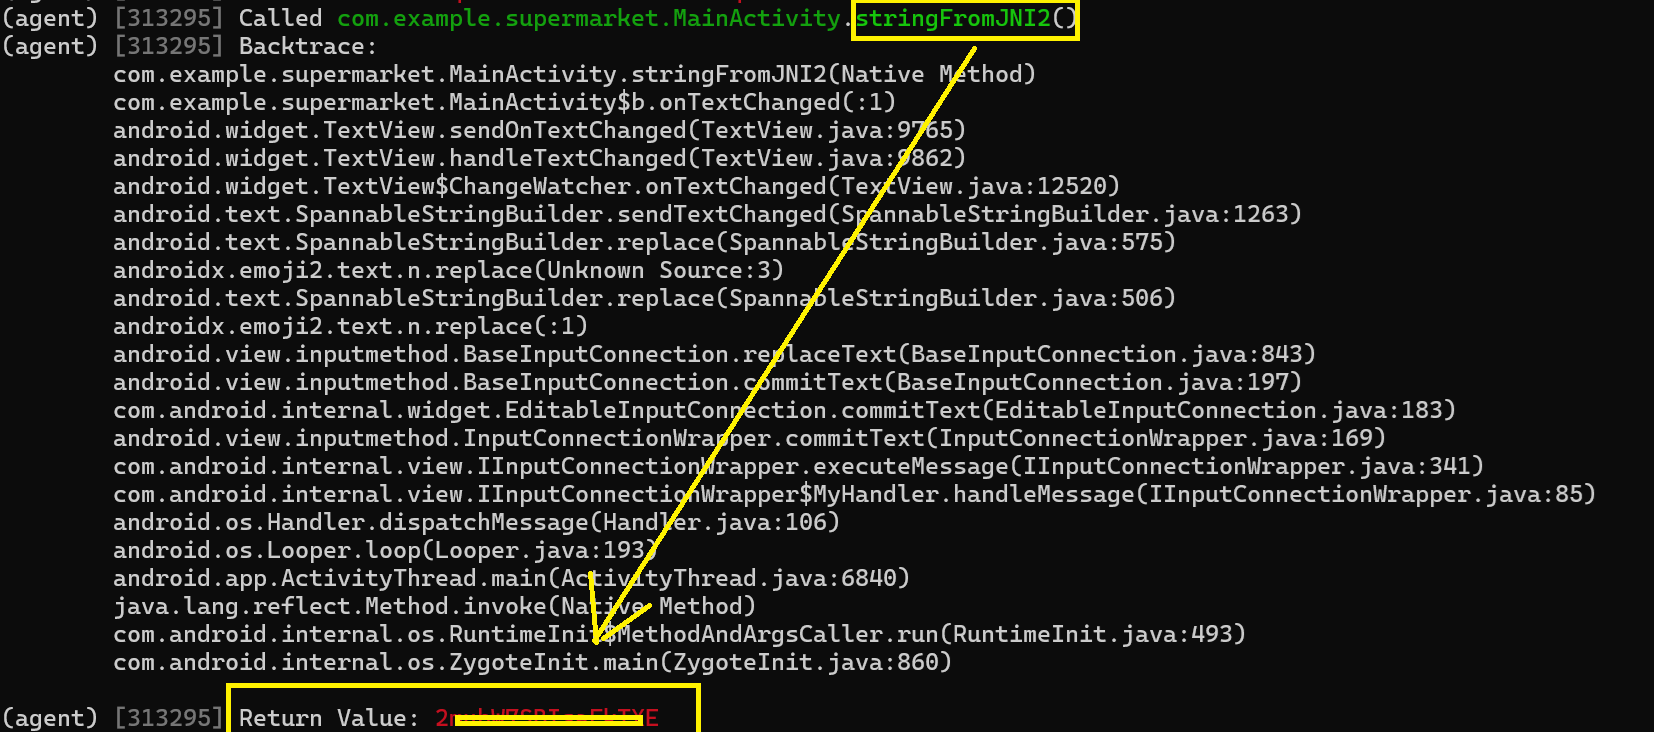 (agent) [313295] Called com.example.supermarket.MainActivity.stringFromJNI2()
(agent) [313295] Backtrace:
com.example.supermarket.MainActivity.stringFromJNI2(Native Method)
com.example.supermarket.MainActivity$b.onTextChanged(:1)
android.widget.TextView.sendOnTextChanged(TextView.java:9765)
android.widget.TextView.handleTextChanged(TextView.java:9862)
android.widget.TextView$ChangeWatcher.onTextChanged(TextView.java:12520)
android.text.SpannableStringBuilder.sendTextChanged(SpannableStringBuilder.java:1263)
android.text.SpannableStringBuilder.replace(SpannableStringBuilder.java:575)
androidx.emoji2.text.n.replace(Unknown Source:3)
android.text.SpannableStringBuilder.replace(SpannableStringBuilder.java:506)
androidx.emoji2.text.n.replace(:1)
android.view.inputmethod.BaseInputConnection.replaceText(BaseInputConnection.java:843)
android.view.inputmethod.BaseInputConnection.commitText(BaseInputConnection.java:197)
com.android.internal.widget.EditableInputConnection.commitText(EditableInputConnection.java:183)
android.view.inputmethod.InputConnectionWrapper.commitText(InputConnectionWrapper.java:169)
com.android.internal.view.IInputConnectionWrapper.executeMessage(IInputConnectionWrapper.java:341)
com.android.internal.view.IInputConnectionWrapper$MyHandler.handleMessage(IInputConnectionWrapper.java:85)
android.os.Handler.dispatchMessage(Handler.java:106)
android.os.Looper.loop(Looper.java:193)
android.app.ActivityThread.main(ActivityThread.java:6840)
java.lang.reflect.Method.invoke(Native Method)
com.android.internal.os.RuntimeInit$MethodAndArgsCaller.run(RuntimeInit.java:493)
com.android.internal.os.ZygoteInit.main(ZygoteInit.java:860)
(agent) [313295] Return Value: